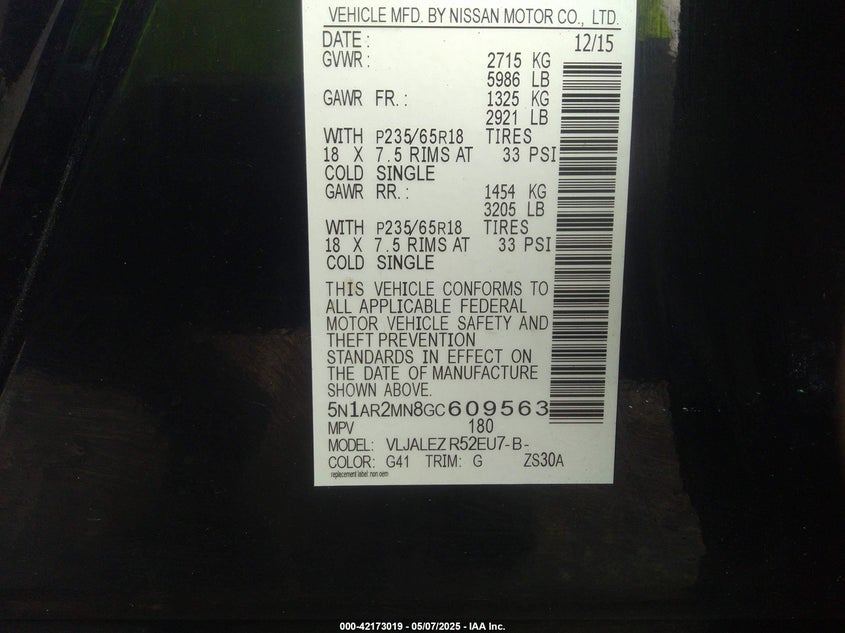 VEHICLE MFD. BY NISSAN MOTOR CO., LTD.
DATE: 12/15
GVWR: 2715 KG
5986 LB
GAWR FR.: 1325 KG
2921 LB
WITH P235/65R18 TIRES
18 X 7.5 RIMS AT 33 PSI
COLD SINGLE
GAWR RR.: 1454 KG
3205 LB
WITH P235/65R18 TIRES
18 X 7.5 RIMS AT 33 PSI
COLD SINGLE
THIS VEHICLE CONFORMS TO
ALL APPLICABLE FEDERAL
MOTOR VEHICLE SAFETY AND
THEFT PREVENTION
STANDARDS IN EFFECT ON
THE DATE OF MANUFACTURE
SHOWN ABOVE.
5N1AR2MN8GC609563
MPV 180
MODEL: VLJALEZ R52EU7-B-
COLOR: G41 TRIM: G ZS30A
replacement label non oem
000-42173019 - 05/07/2025 - IAA Inc.